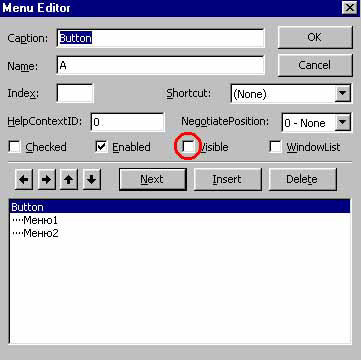 Menu Editor
Caption: Button OK
Name: A Cancel
Index: Shortcut: (None)
HelpContextID: 0 NegotiatePosition: 0 - None
Checked Enabled Visible WindowList
Next Insert Delete
Button
····Меню1
····Меню2